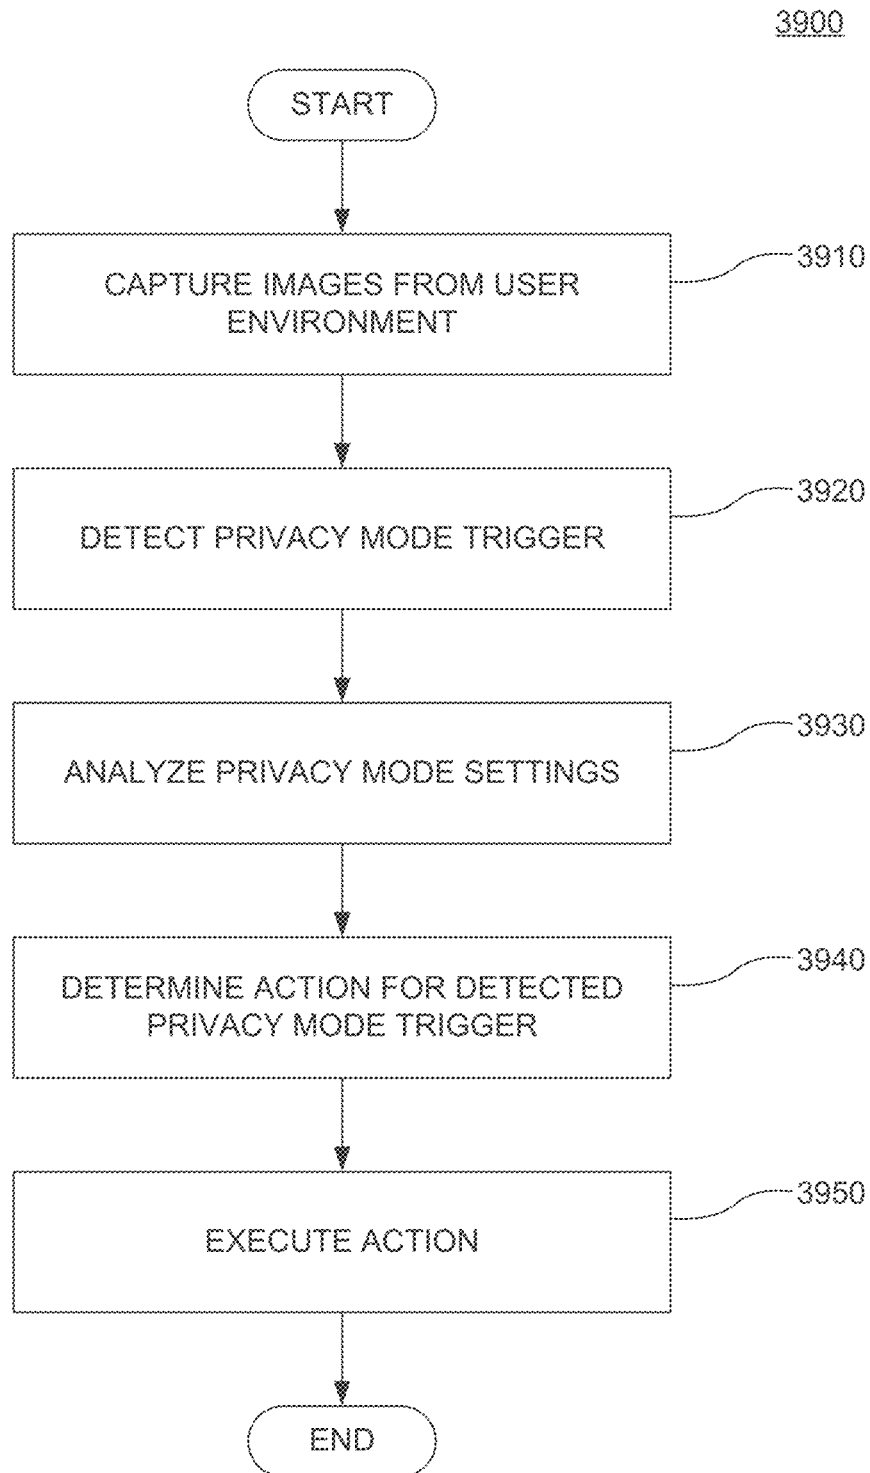 3900
START
CAPTURE IMAGES FROM USER
ENVIRONMENT
3910
DETECT PRIVACY MODE TRIGGER
3920
ANALYZE PRIVACY MODE SETTINGS
3930
DETERMINE ACTION FOR DETECTED
PRIVACY MODE TRIGGER
3940
EXECUTE ACTION
3950
END